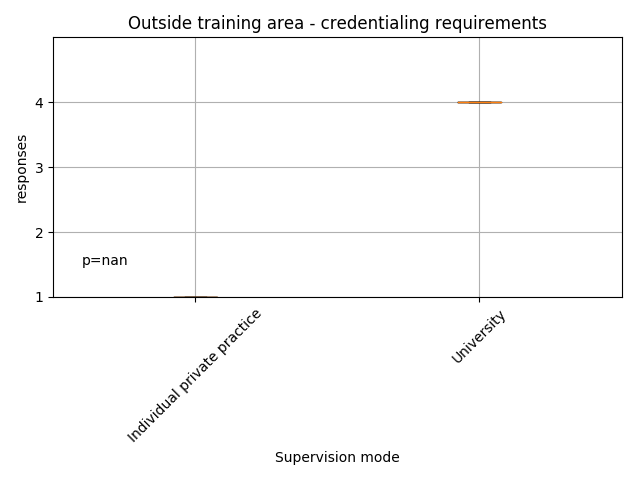 Outside training area - credentialing requirements
responses
4
3
2
1
p=nan
Individual private practice
University
Supervision mode